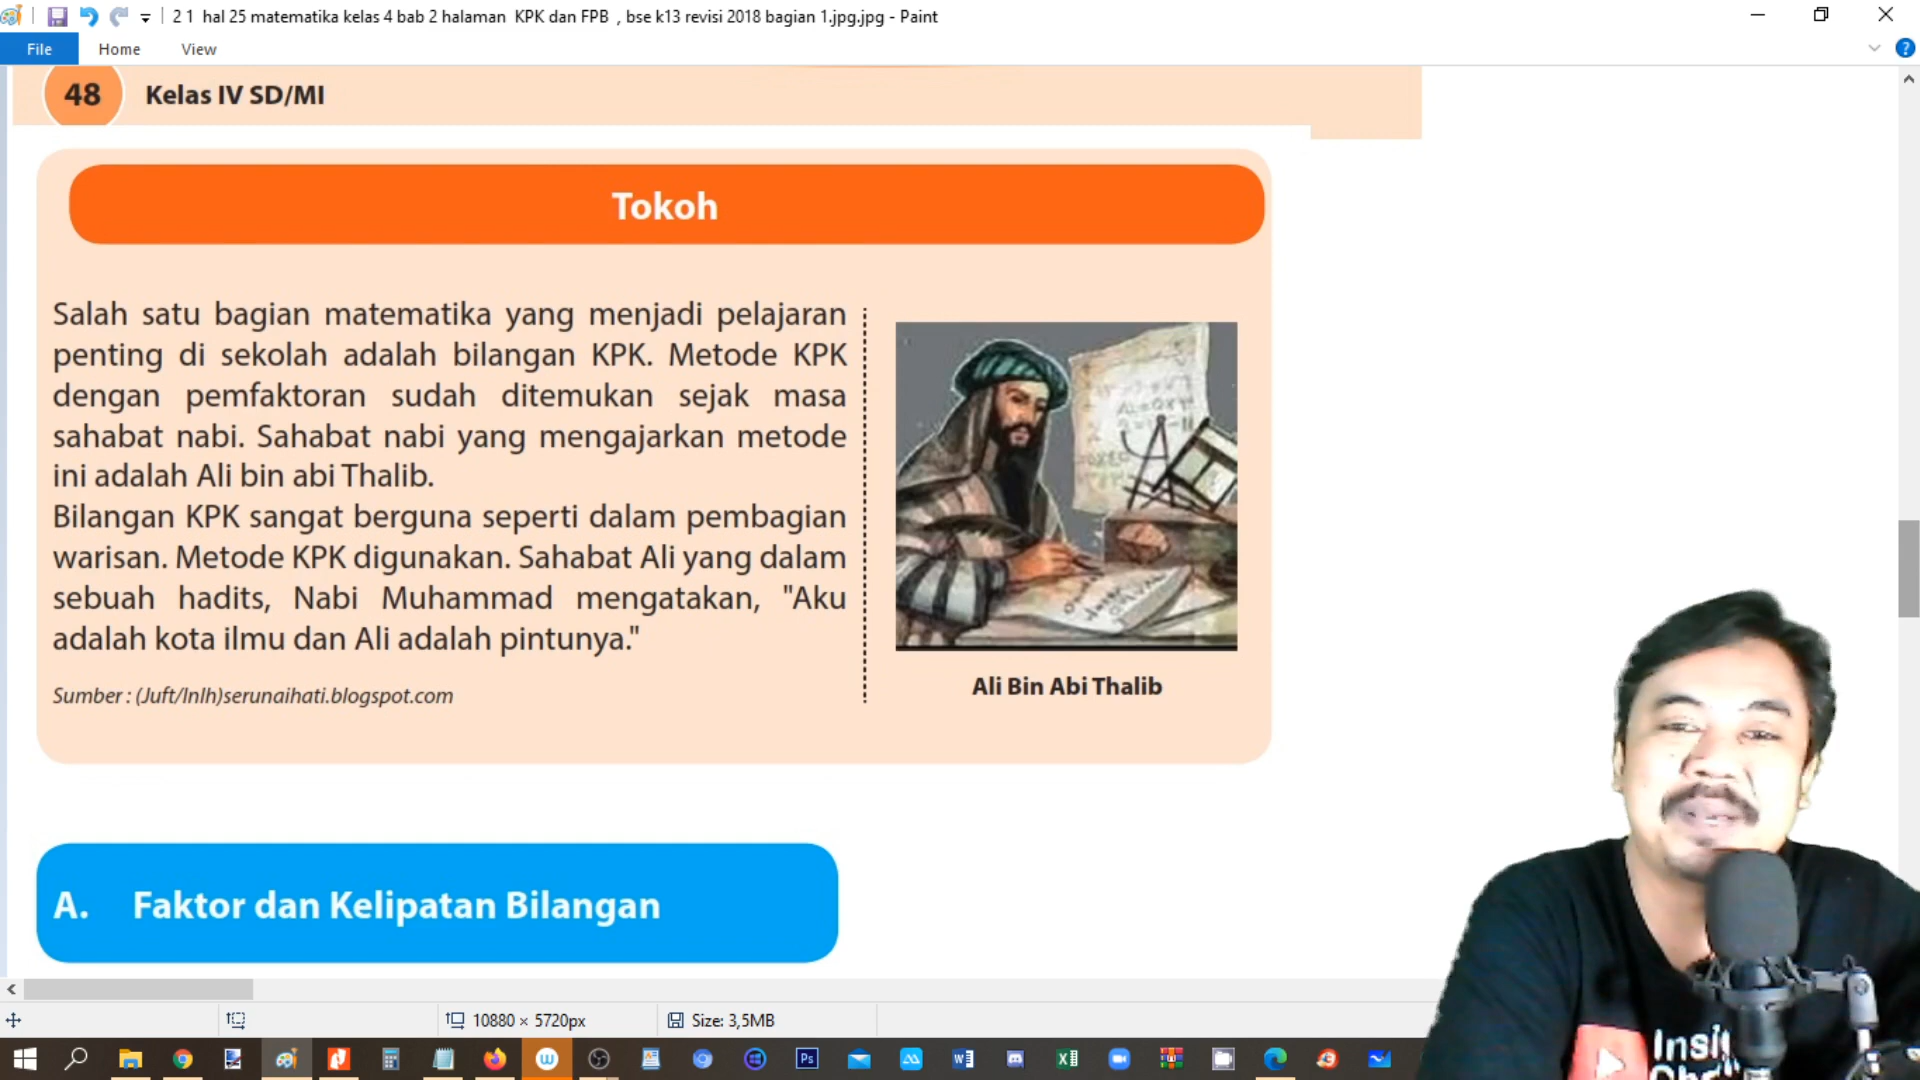 2 1 hal 25 matematika kelas 4 bab 2 halaman KPK dan FPB , bse k13 revisi 2018 bagian 1.jpg.jpg - Paint
File Home View
48 Kelas IV SD/MI
Tokoh
Salah satu bagian matematika yang menjadi pelajaran
penting di sekolah adalah bilangan KPK. Metode KPK
dengan pemfaktoran sudah ditemukan sejak masa
sahabat nabi. Sahabat nabi yang mengajarkan metode
ini adalah Ali bin abi Thalib.
Bilangan KPK sangat berguna seperti dalam pembagian
warisan. Metode KPK digunakan. Sahabat Ali yang dalam
sebuah hadits, Nabi Muhammad mengatakan, "Aku
adalah kota ilmu dan Ali adalah pintunya."
Sumber : (Juft/Inlh)serunaihati.blogspot.com
Ali Bin Abi Thalib
A. Faktor dan Kelipatan Bilangan
10880 × 5720px
Size: 3,5MB
Ps